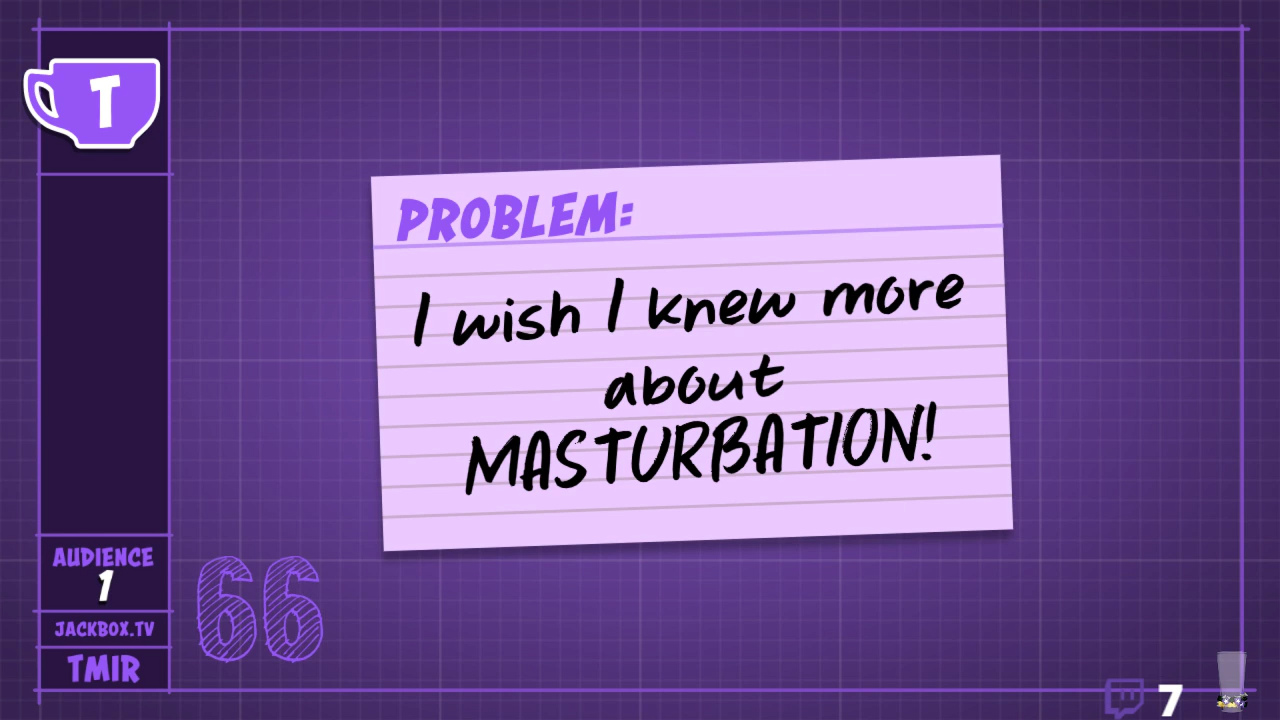 T
PROBLEM:
I wish I knew more
about
MASTURBATION!
AUDIENCE
1
JACKBOX.TV
TMIR
66
7